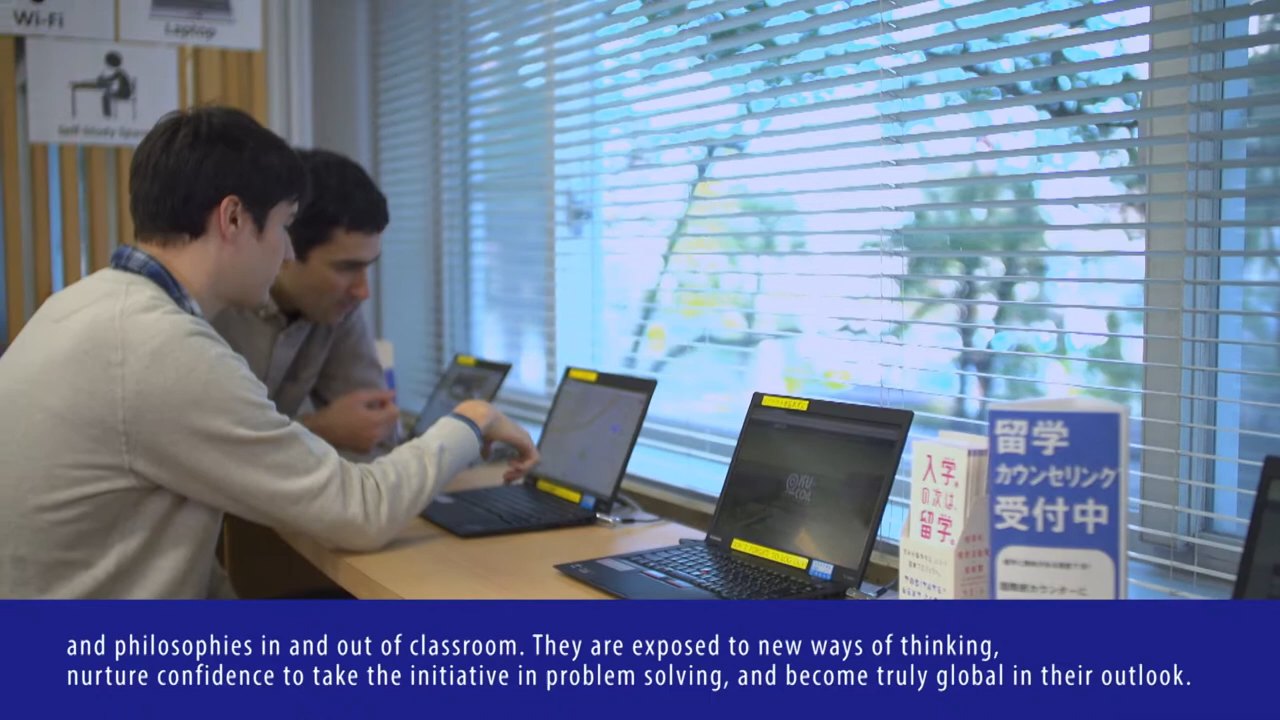 Wi-Fi
Laptop
Self-Study Space
入学。
の次は、
留学。
留学
カウンセリング
受付中
and philosophies in and out of classroom. They are exposed to new ways of thinking,
nurture confidence to take the initiative in problem solving, and become truly global in their outlook.